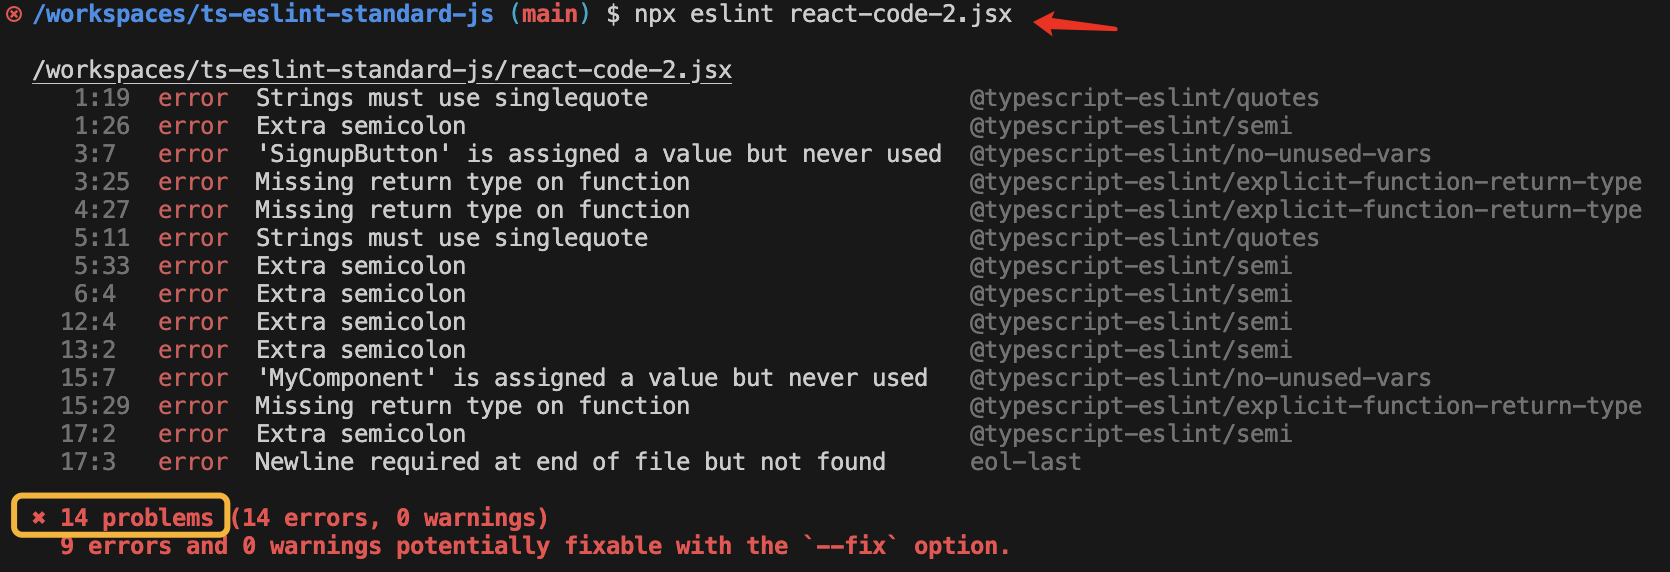 /workspaces/ts-eslint-standard-js (main) $ npx eslint react-code-2.jsx
/workspaces/ts-eslint-standard-js/react-code-2.jsx
1:19 error Strings must use singlequote @typescript-eslint/quotes
1:26 error Extra semicolon @typescript-eslint/semi
3:7 error 'SignupButton' is assigned a value but never used @typescript-eslint/no-unused-vars
3:25 error Missing return type on function @typescript-eslint/explicit-function-return-type
4:27 error Missing return type on function @typescript-eslint/explicit-function-return-type
5:11 error Strings must use singlequote @typescript-eslint/quotes
5:33 error Extra semicolon @typescript-eslint/semi
6:4 error Extra semicolon @typescript-eslint/semi
12:4 error Extra semicolon @typescript-eslint/semi
13:2 error Extra semicolon @typescript-eslint/semi
15:7 error 'MyComponent' is assigned a value but never used @typescript-eslint/no-unused-vars
15:29 error Missing return type on function @typescript-eslint/explicit-function-return-type
17:2 error Extra semicolon @typescript-eslint/semi
17:3 error Newline required at end of file but not found eol-last
✖ 14 problems (14 errors, 0 warnings)
9 errors and 0 warnings potentially fixable with the `--fix` option.